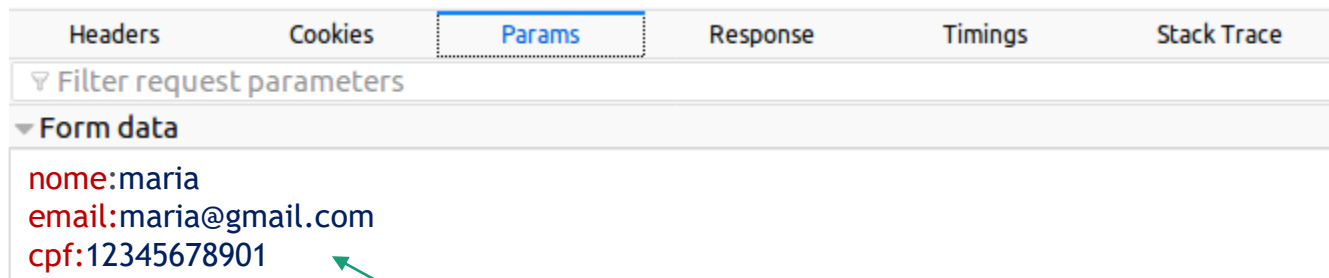 Headers Cookies Params Response Timings Stack Trace
Filter request parameters
Form data
nome:maria
email:maria@gmail.com
cpf:12345678901